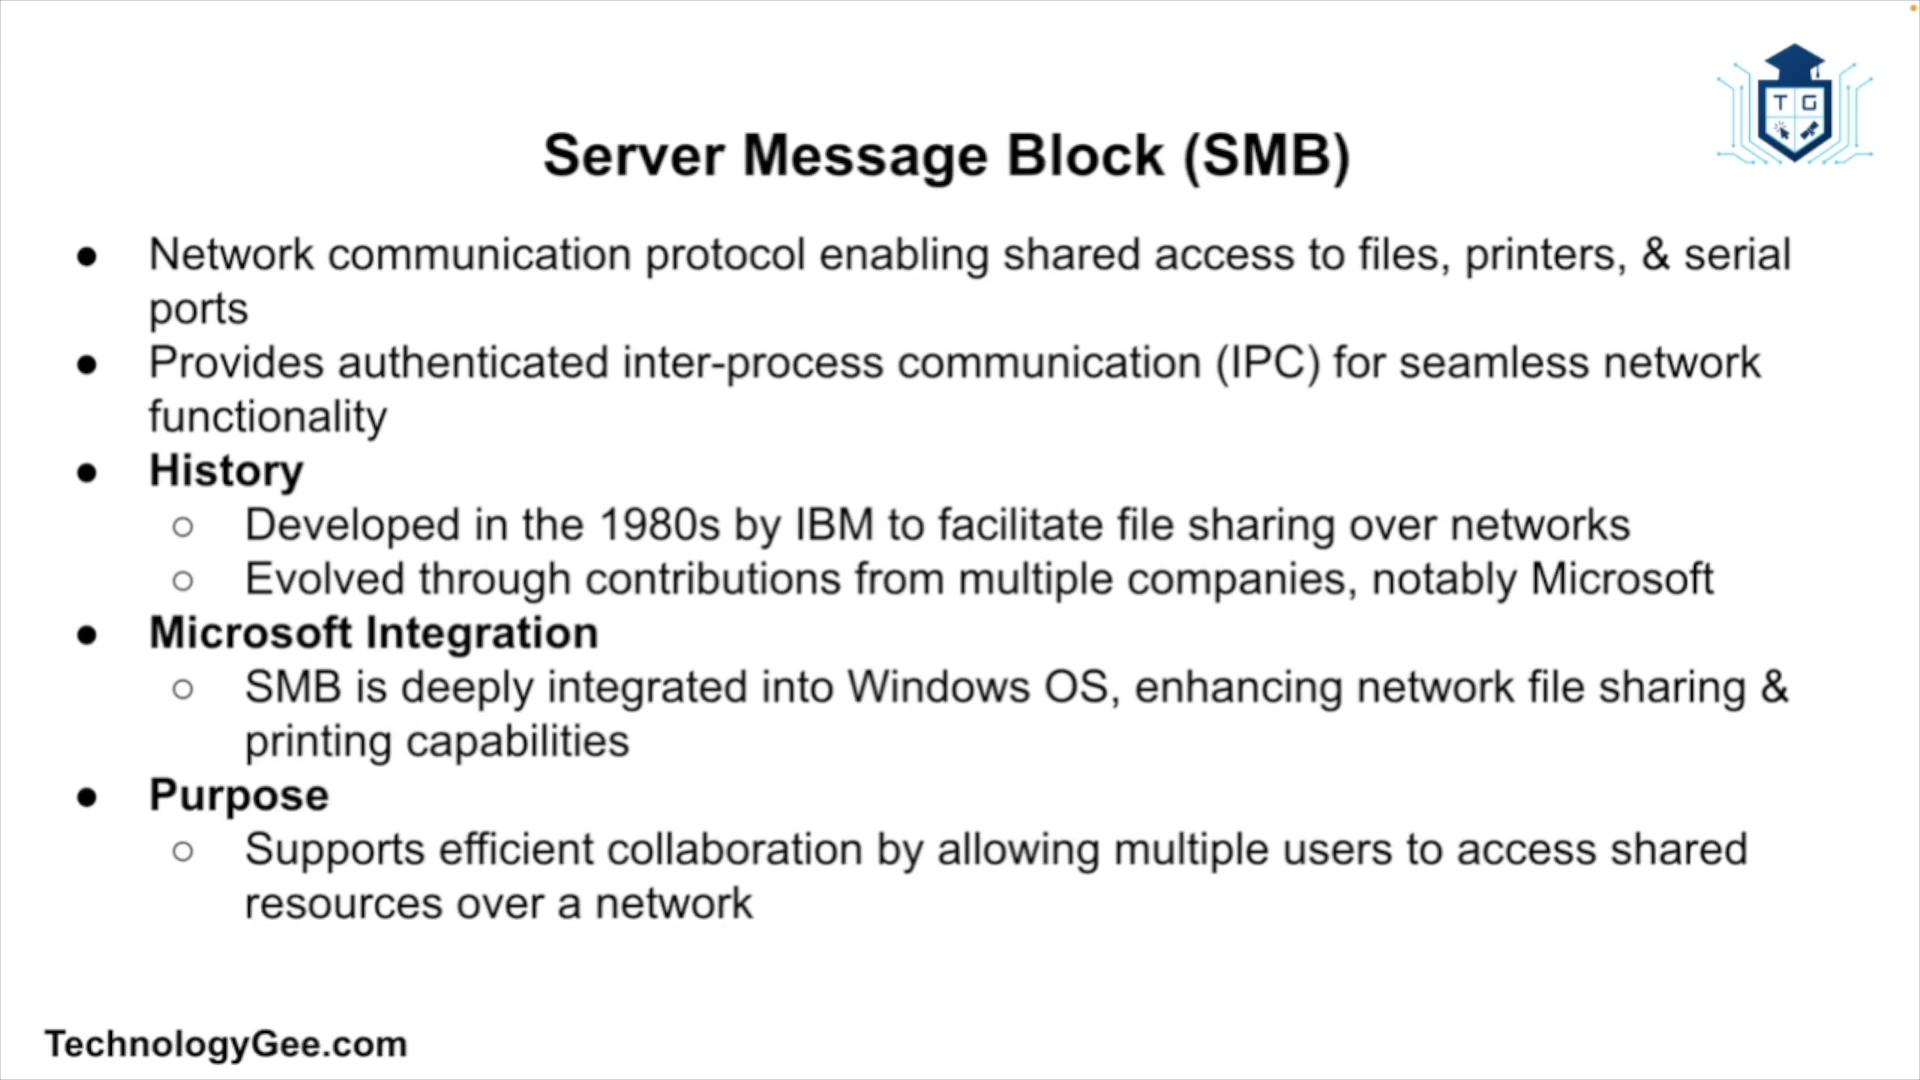 T G
Server Message Block (SMB)
● Network communication protocol enabling shared access to files, printers, & serial
ports
● Provides authenticated inter-process communication (IPC) for seamless network
functionality
● History
○ Developed in the 1980s by IBM to facilitate file sharing over networks
○ Evolved through contributions from multiple companies, notably Microsoft
● Microsoft Integration
○ SMB is deeply integrated into Windows OS, enhancing network file sharing &
printing capabilities
● Purpose
○ Supports efficient collaboration by allowing multiple users to access shared
resources over a network
TechnologyGee.com